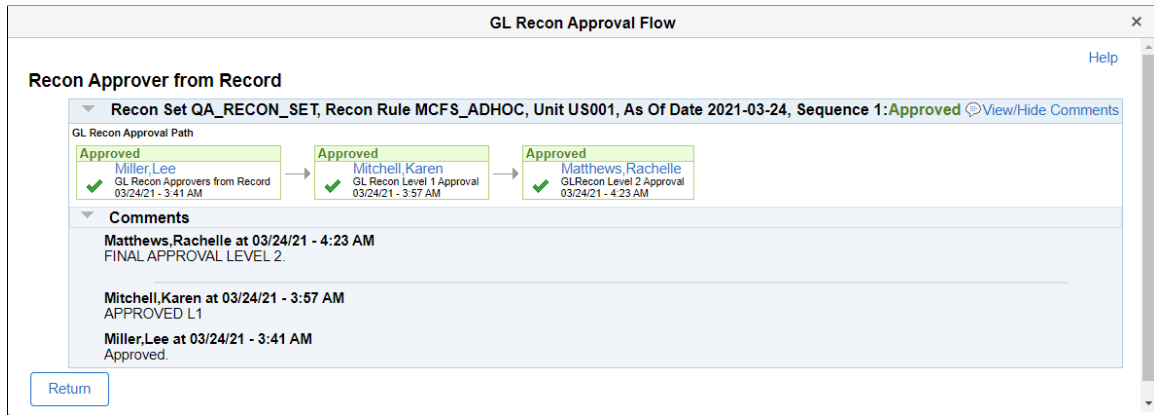 GL Recon Approval Flow
×
Help
Recon Approver from Record
Recon Set QA_RECON_SET, Recon Rule MCFS_ADHOC, Unit US001, As Of Date 2021-03-24, Sequence 1:Approved View/Hide Comments
GL Recon Approval Path
Approved
Miller,Lee
GL Recon Approvers from Record
03/24/21 - 3:41 AM
Approved
Mitchell,Karen
GL Recon Level 1 Approval
03/24/21 - 3:57 AM
Approved
Matthews,Rachelle
GLRecon Level 2 Approval
03/24/21 - 4:23 AM
Comments
Matthews,Rachelle at 03/24/21 - 4:23 AM
FINAL APPROVAL LEVEL 2.
Mitchell,Karen at 03/24/21 - 3:57 AM
APPROVED L1
Miller,Lee at 03/24/21 - 3:41 AM
Approved.
Return